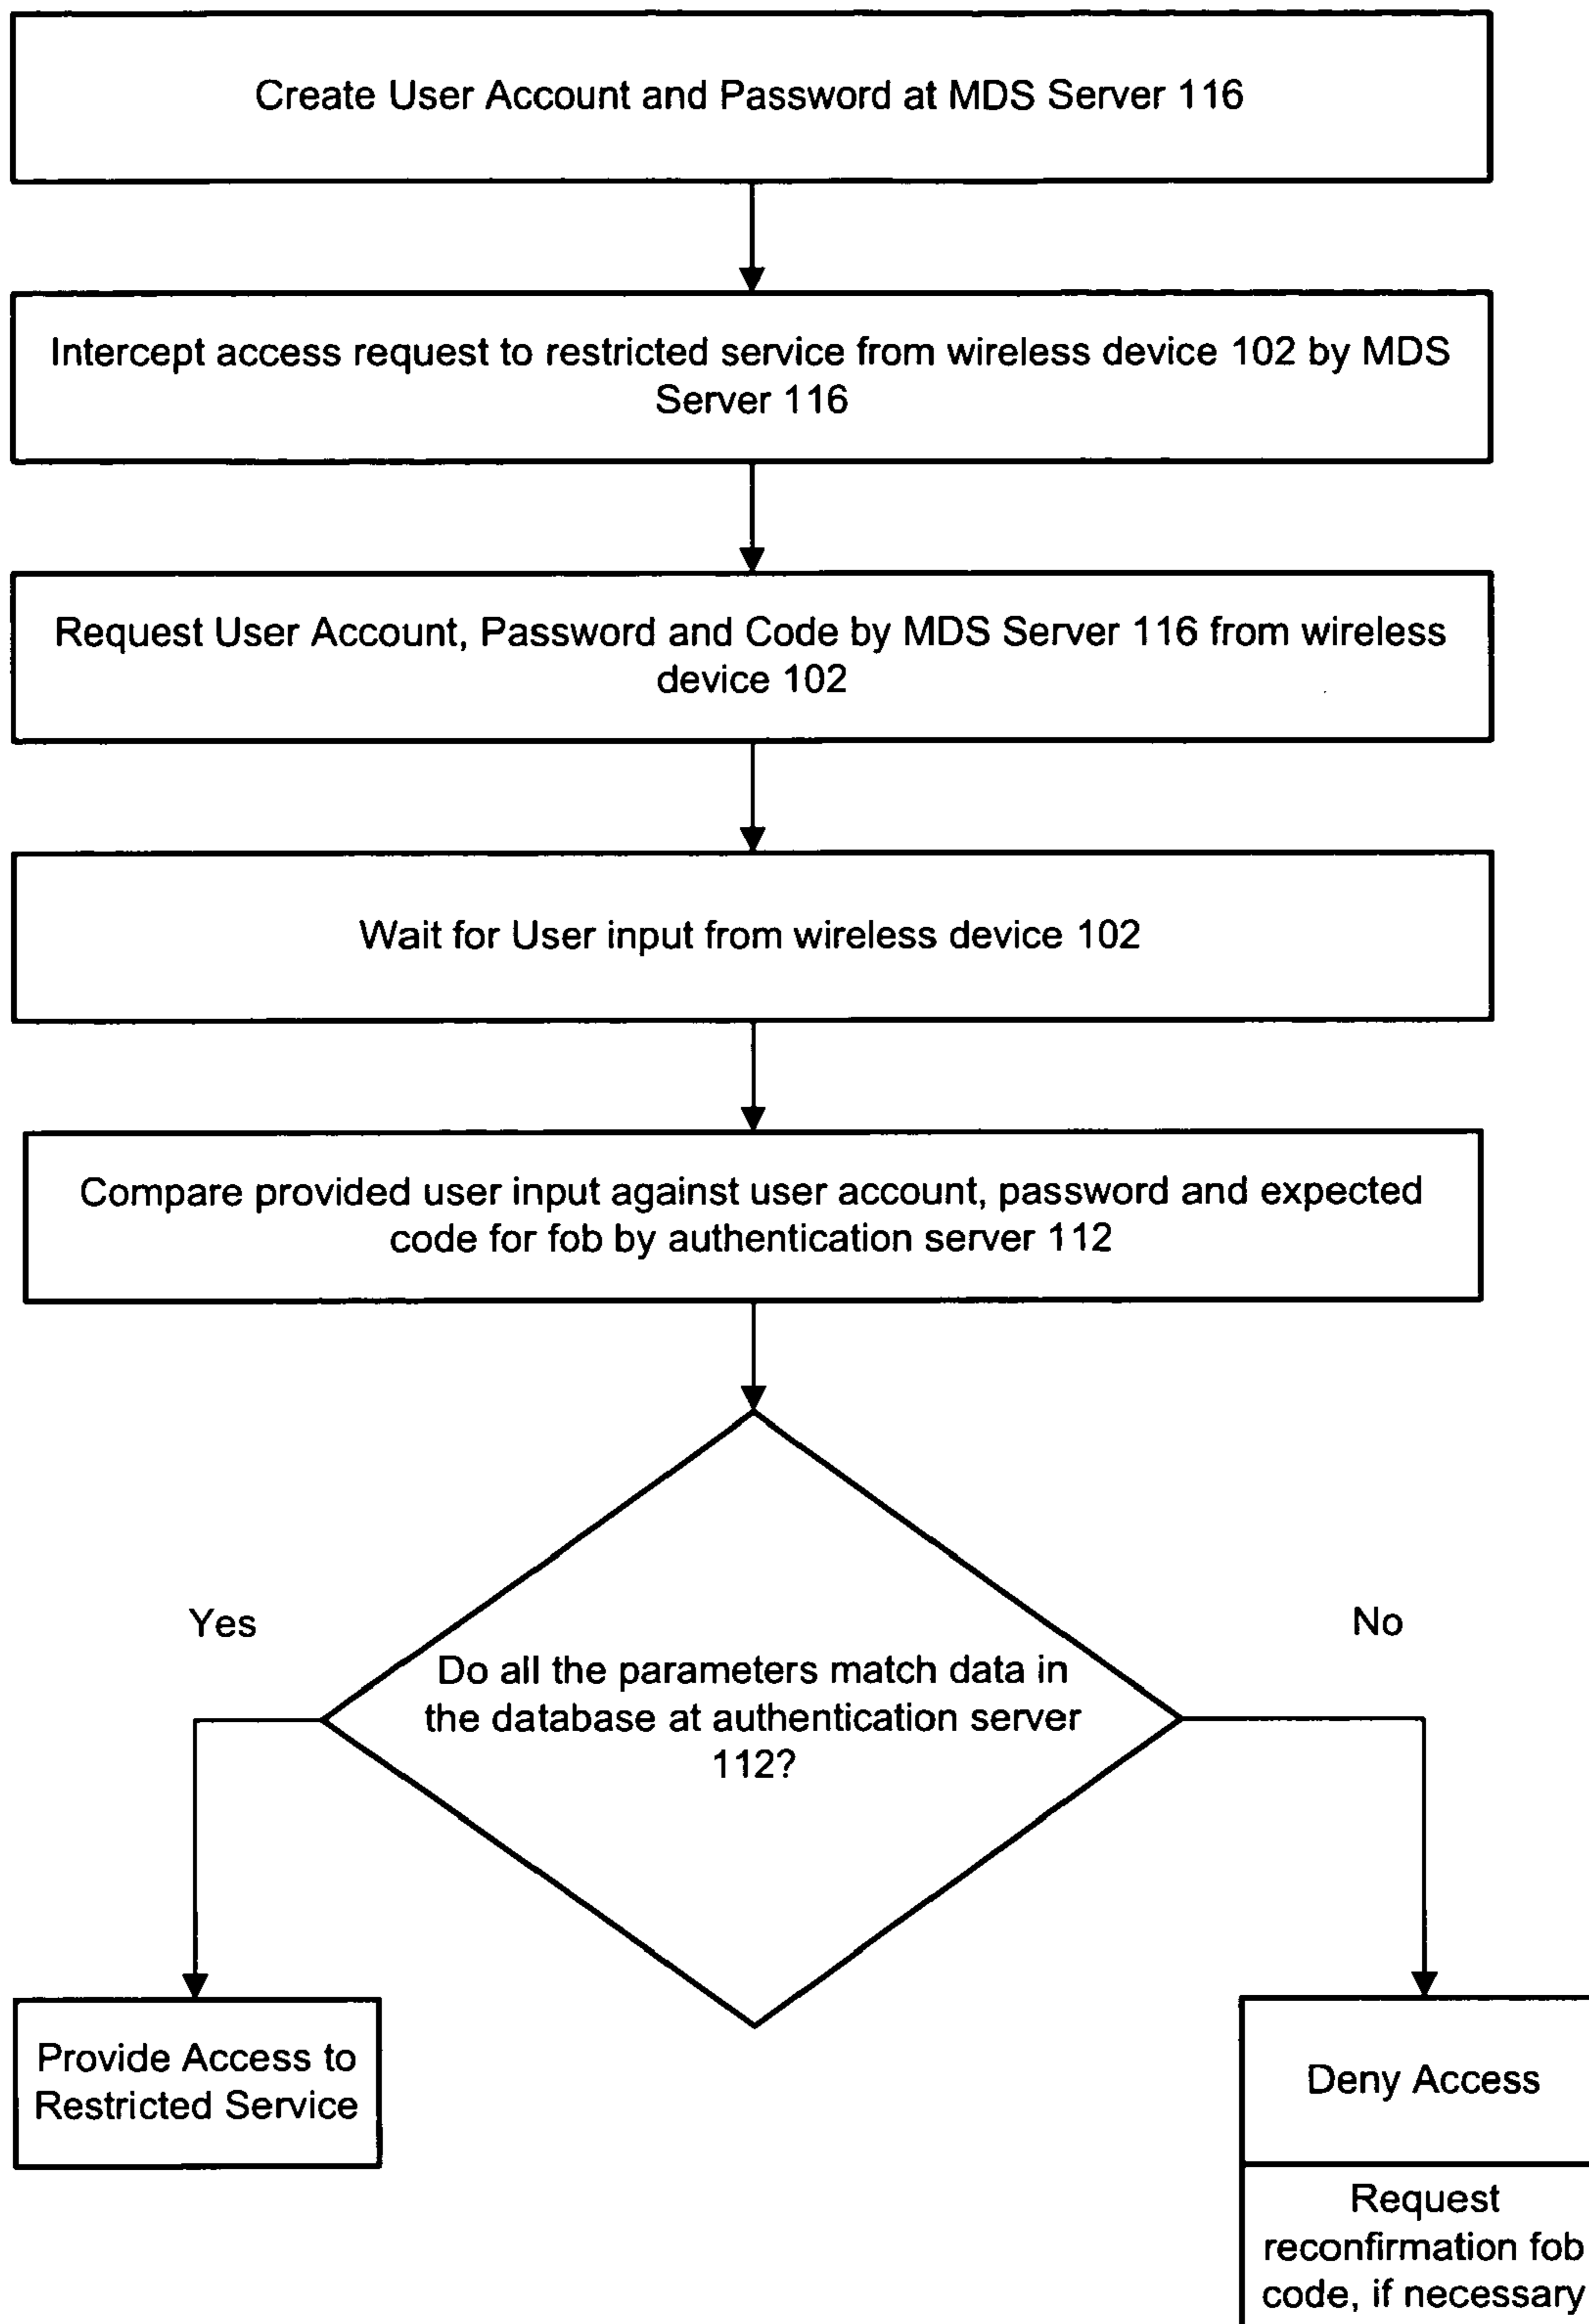 Create User Account and Password at MDS Server 116
Intercept access request to restricted service from wireless device 102 by MDS
Server 116
Request User Account, Password and Code by MDS Server 116 from wireless
device 102
Wait for User input from wireless device 102
Compare provided user input against user account, password and expected
code for fob by authentication server 112
Yes
No
Do all the parameters match data in
the database at authentication server
112?
Provide Access to
Restricted Service
Deny Access
Request
reconfirmation fob
code, if necessary